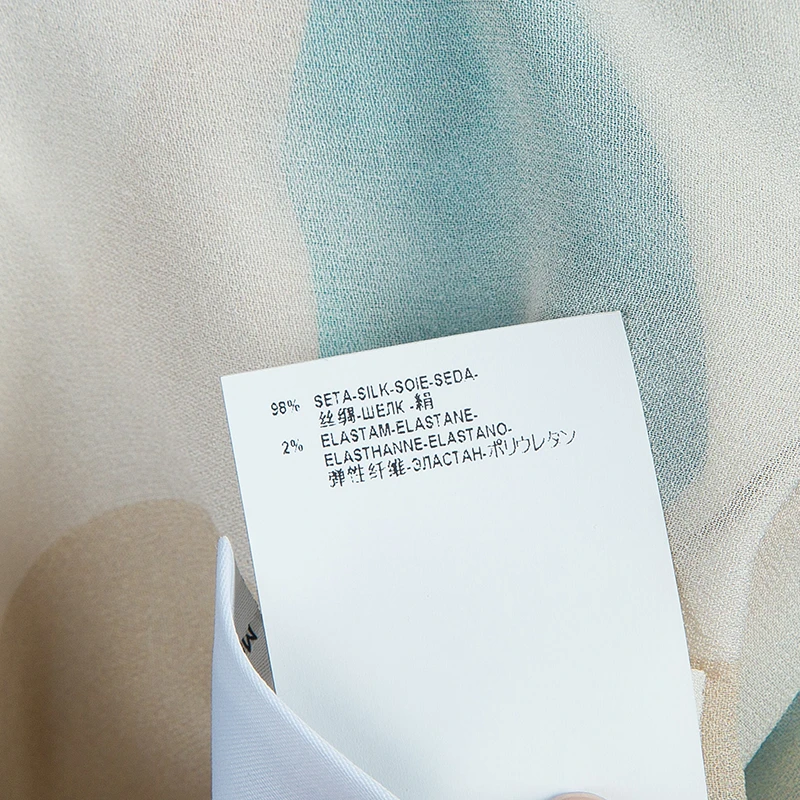 98% SETA-SILK-SOIE-SEDA-
丝绸-ШЕЛК -絹
2% ELASTAM-ELASTANE-
ELASTHANNE-ELASTANO-
弹性纤维-ЭЛАСТАН-ポリウレタン
M